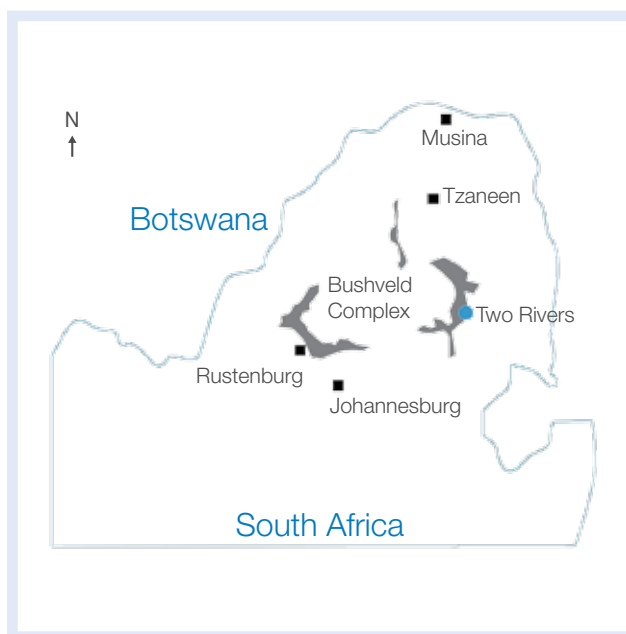 N
Musina
Tzaneen
Botswana
Bushveld
Complex
Two Rivers
Rustenburg
Johannesburg
South Africa